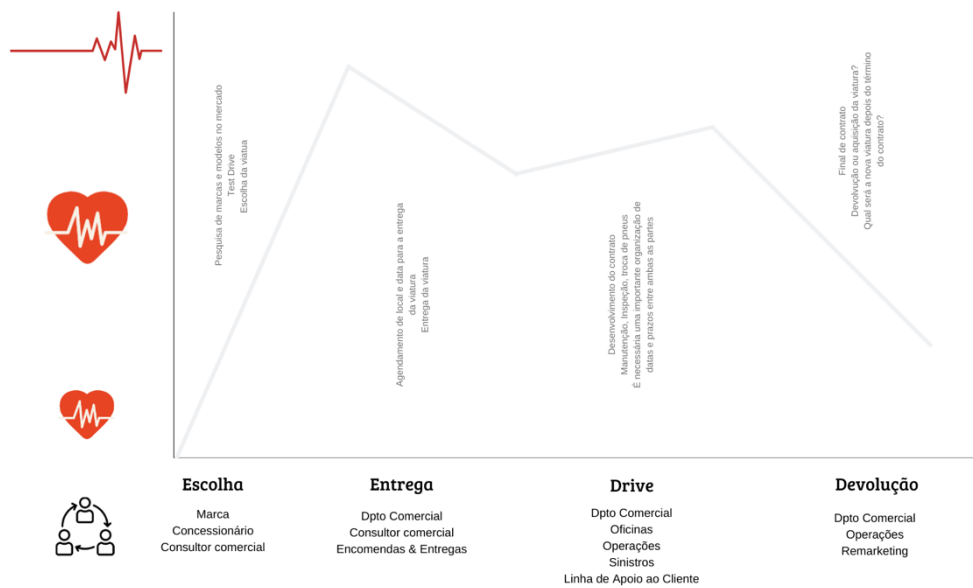 Pesquisa de marcas e modelos no mercado
Test Drive
Escolha da viatua
Agendamento de local e data para a entrega
da viatura
Entrega da viatura
Desenvolvimento do contrato
Manutenção, Inspeção, troca de pneus
É necessária uma importante organização de
datas e prazos entre ambas as partes
Final de contrato
Devolvução ou aquisição da viatura?
Qual será a nova viatura depois do término
do contrato?
Escolha
Marca
Concessionário
Consultor comercial
Entrega
Dpto Comercial
Consultor comercial
Encomendas & Entregas
Drive
Dpto Comercial
Oficinas
Operações
Sinistros
Linha de Apoio ao Cliente
Devolução
Dpto Comercial
Operações
Remarketing